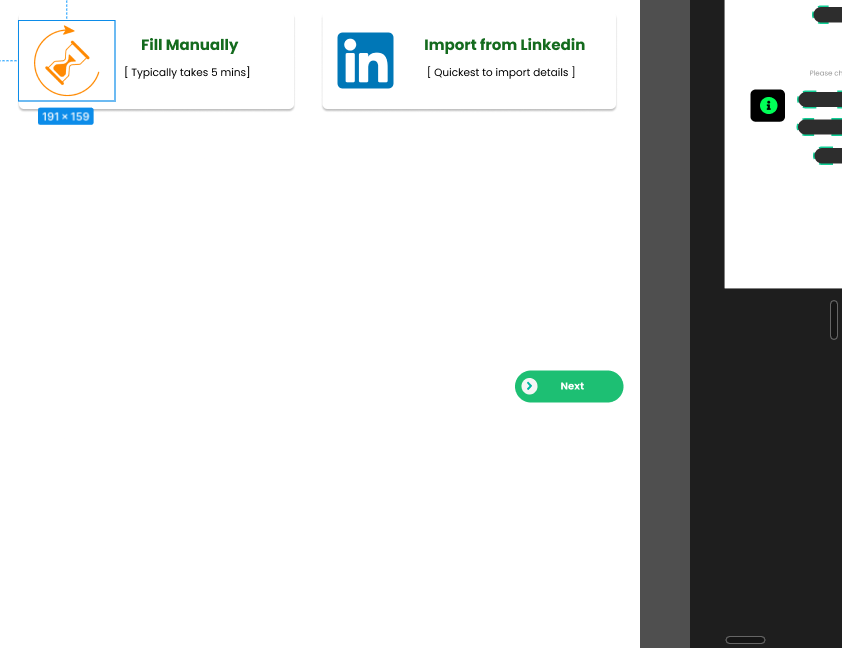 Fill Manually
[ Typically takes 5 mins]
191 × 159
in
Import from Linkedin
[ Quickest to import details ]
Please ch
Next